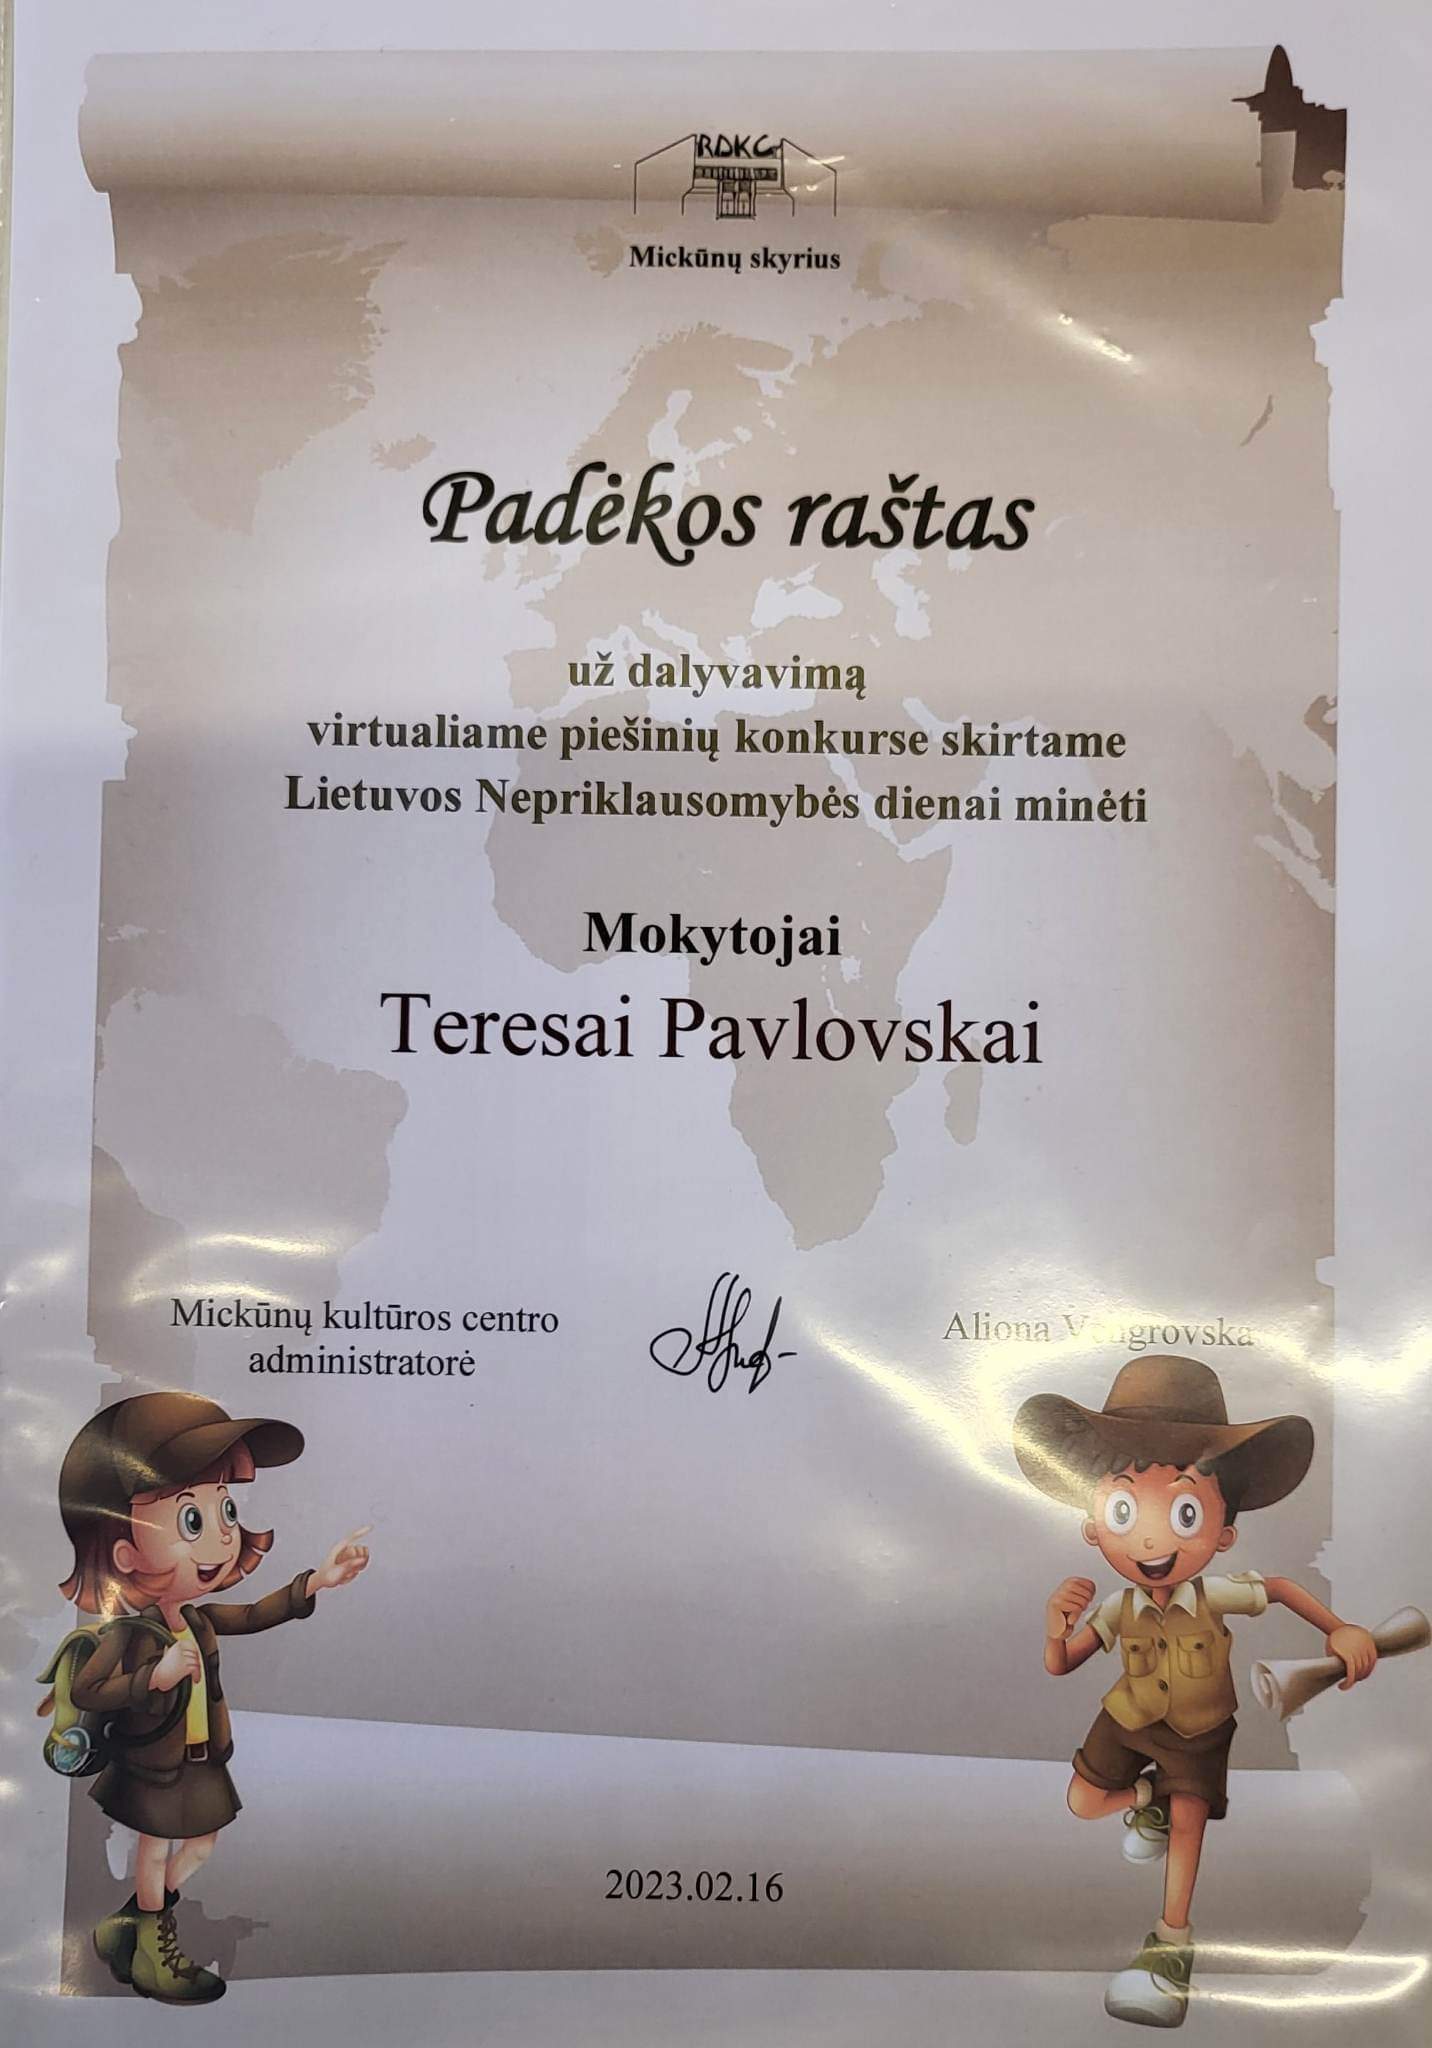 RDKC
Mickūnų skyrius
Padėkos raštas
už dalyvavimą
virtualiame piešinių konkurse skirtame
Lietuvos Nepriklausomybės dienai minėti
Mokytojai
Teresai Pavlovskai
Mickūnų kultūros centro
administratorė
Aliona
2023.02.16